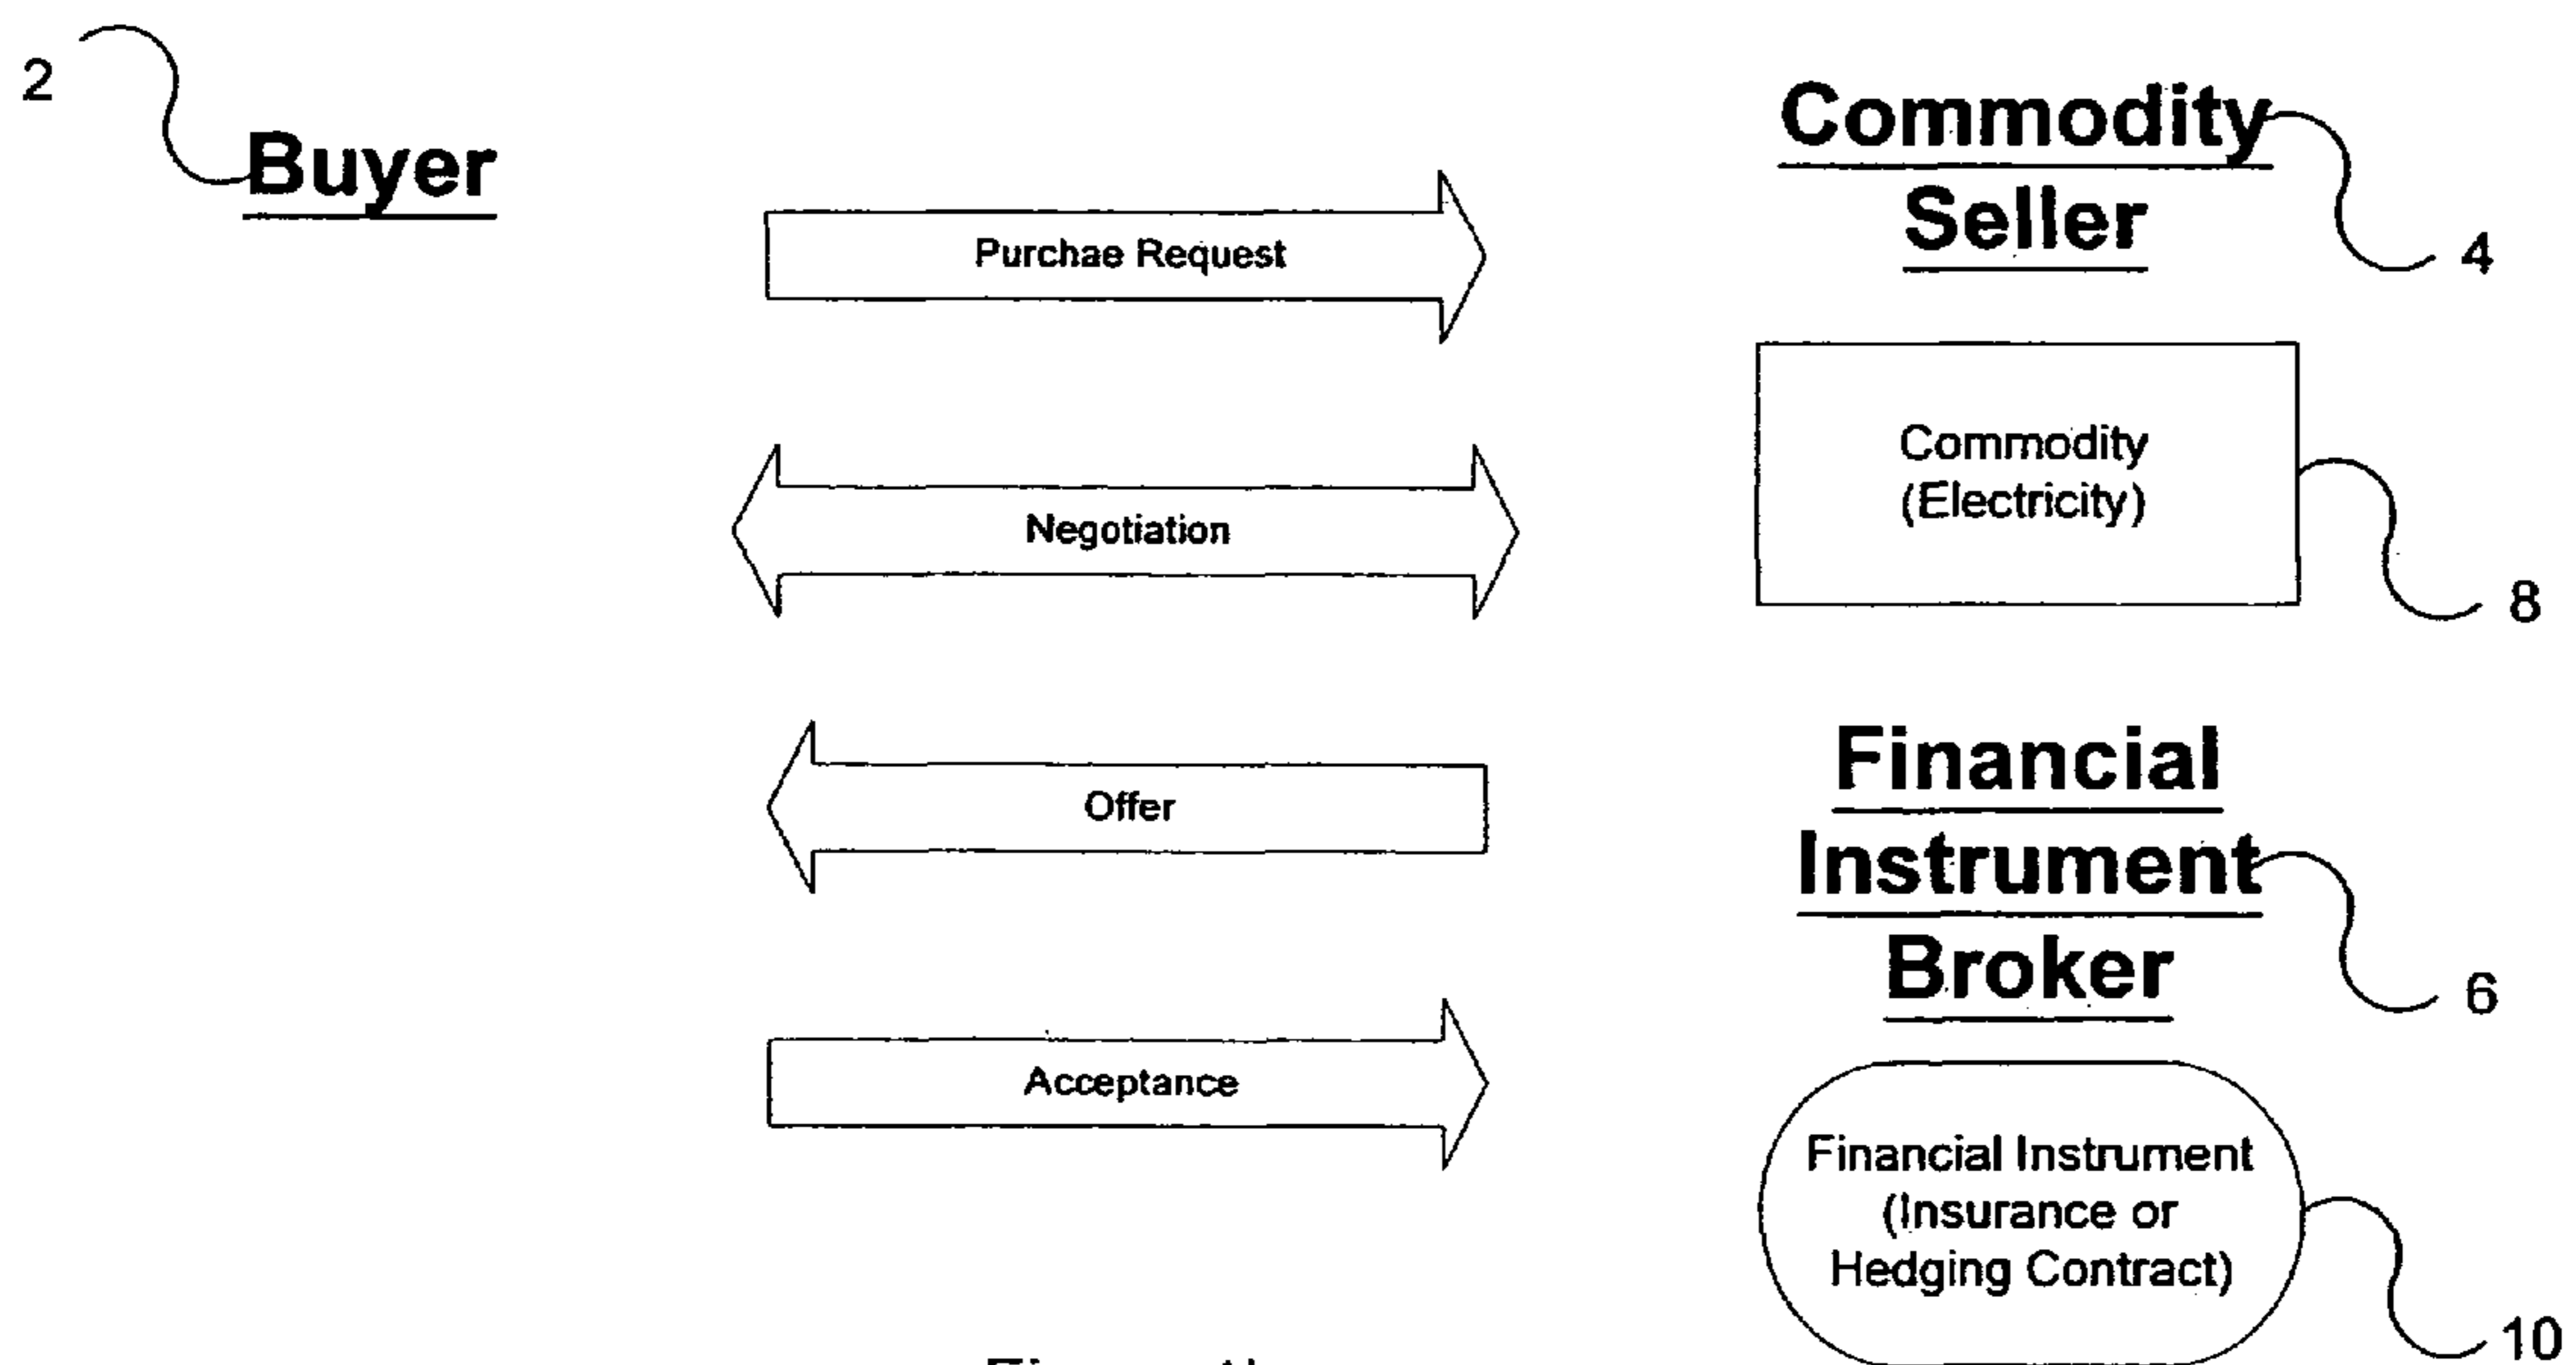 2
Buyer
Commodity
Seller
4
Purchae Request
Commodity
(Electricity)
8
Negotiation
Financial
Instrument
Broker
6
Offer
Acceptance
Financial Instrument
(Insurance or
Hedging Contract)
10